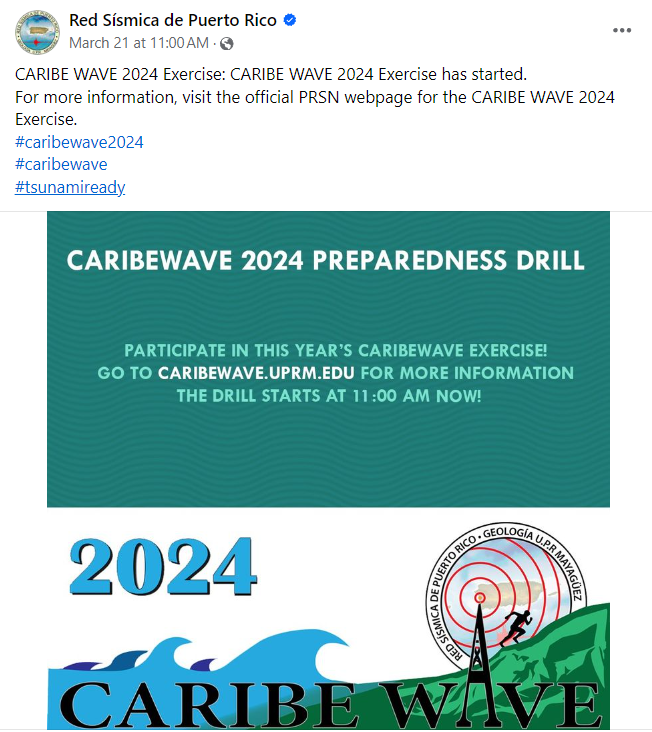 Red Sísmica de Puerto Rico
March 21 at 11:00 AM ·
CARIBE WAVE 2024 Exercise: CARIBE WAVE 2024 Exercise has started.
For more information, visit the official PRSN webpage for the CARIBE WAVE 2024
Exercise.
#caribewave2024
#caribewave
#tsunamiready
CARIBEWAVE 2024 PREPAREDNESS DRILL
PARTICIPATE IN THIS YEAR'S CARIBEWAVE EXERCISE!
GO TO CARIBEWAVE.UPRM.EDU FOR MORE INFORMATION
THE DRILL STARTS AT 11:00 AM NOW!
2024
RED SÍSMICA DE PUERTO RICO • GEOLOGÍA U.P.R MAYAGÜEZ
CARIBE WAVE